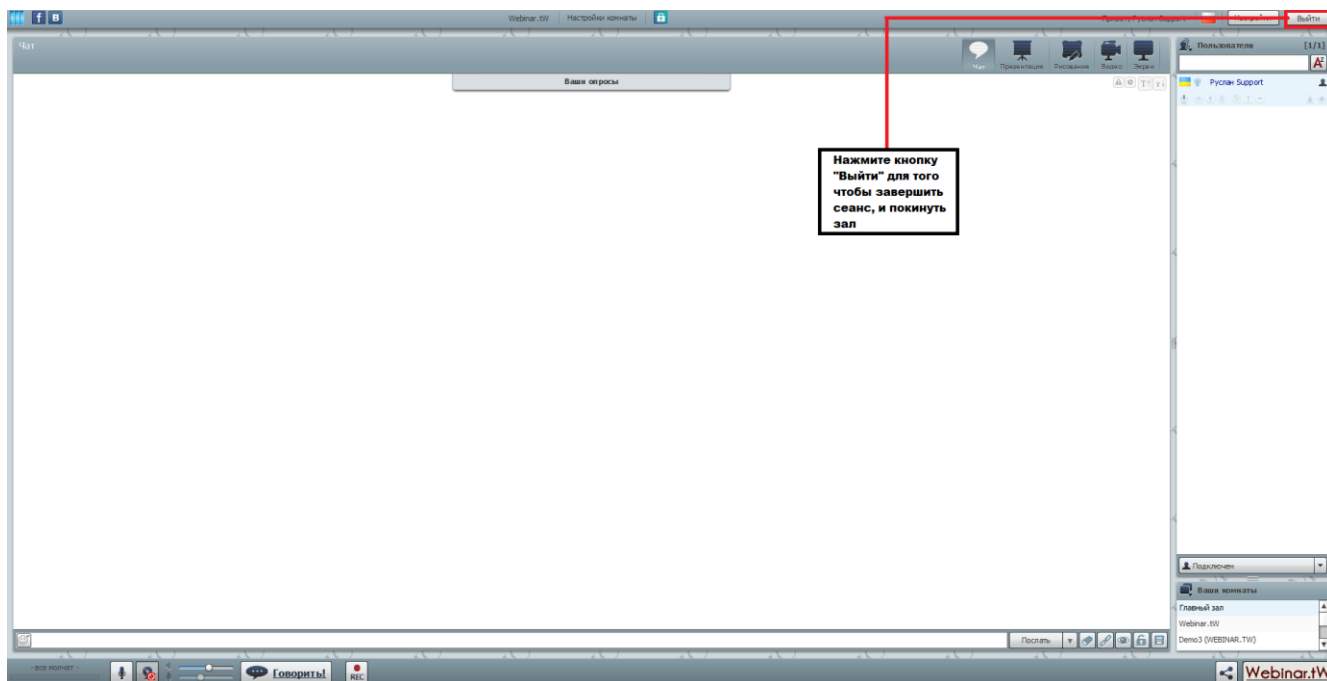 f B Webinar.tW Настройки комнаты Выйти
Чат
Чат Презентация Рисование Видео Экран
Пользователи [1/1]
Ваши опросы
Руслан Support
Нажмите кнопку
"Выйти" для того
чтобы завершить
сеанс, и покинуть
зал
Подключен
Ваши комнаты
Главный зал
Webinar.tW
Demo3 (WEBINAR.TW)
Послать
- все молчат -
Говорить!
REC
Webinar.tW